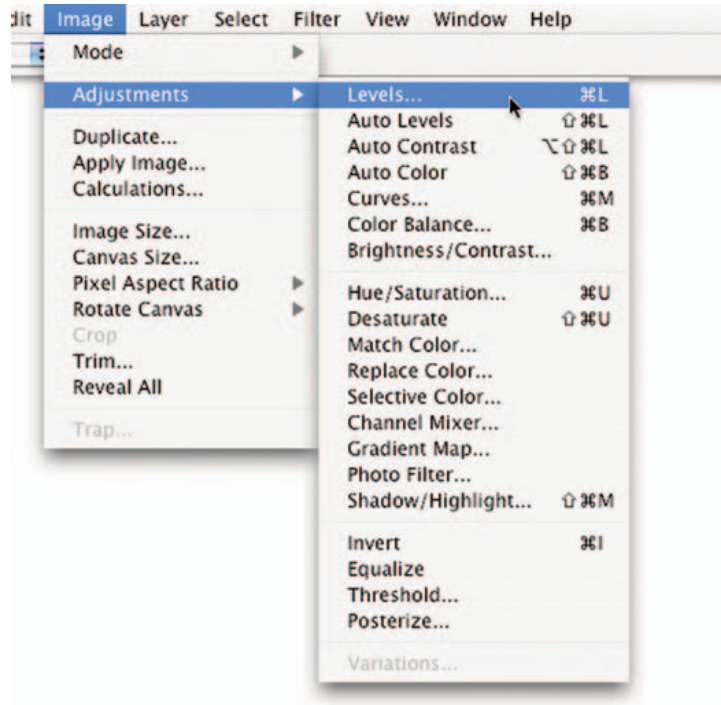 dit Image Layer Select Filter View Window Help
Mode
Adjustments
Duplicate...
Apply Image...
Calculations...
Image Size...
Canvas Size...
Pixel Aspect Ratio
Rotate Canvas
Crop
Trim...
Reveal All
Trap...
Levels... ⌘L
Auto Levels ⇧⌘L
Auto Contrast ⌥⇧⌘L
Auto Color ⇧⌘B
Curves... ⌘M
Color Balance... ⌘B
Brightness/Contrast...
Hue/Saturation... ⌘U
Desaturate ⇧⌘U
Match Color...
Replace Color...
Selective Color...
Channel Mixer...
Gradient Map...
Photo Filter...
Shadow/Highlight... ⇧⌘M
Invert ⌘I
Equalize
Threshold...
Posterize...
Variations...